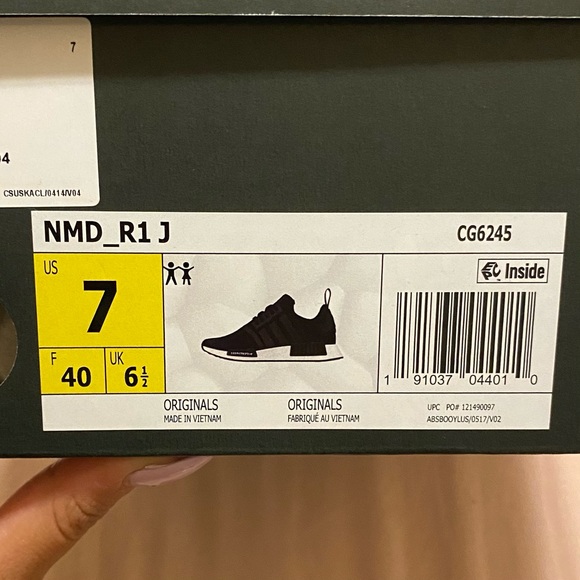 7
04
CSUSKACL/0414/V04
NMD_R1 J
CG6245
US
7
Inside
F
40
UK
6½
1 91037 04401 0
ORIGINALS
MADE IN VIETNAM
ORIGINALS
FABRIQUÉ AU VIETNAM
UPC PO# 121490097
ABSBOOYLUS/0517/V02